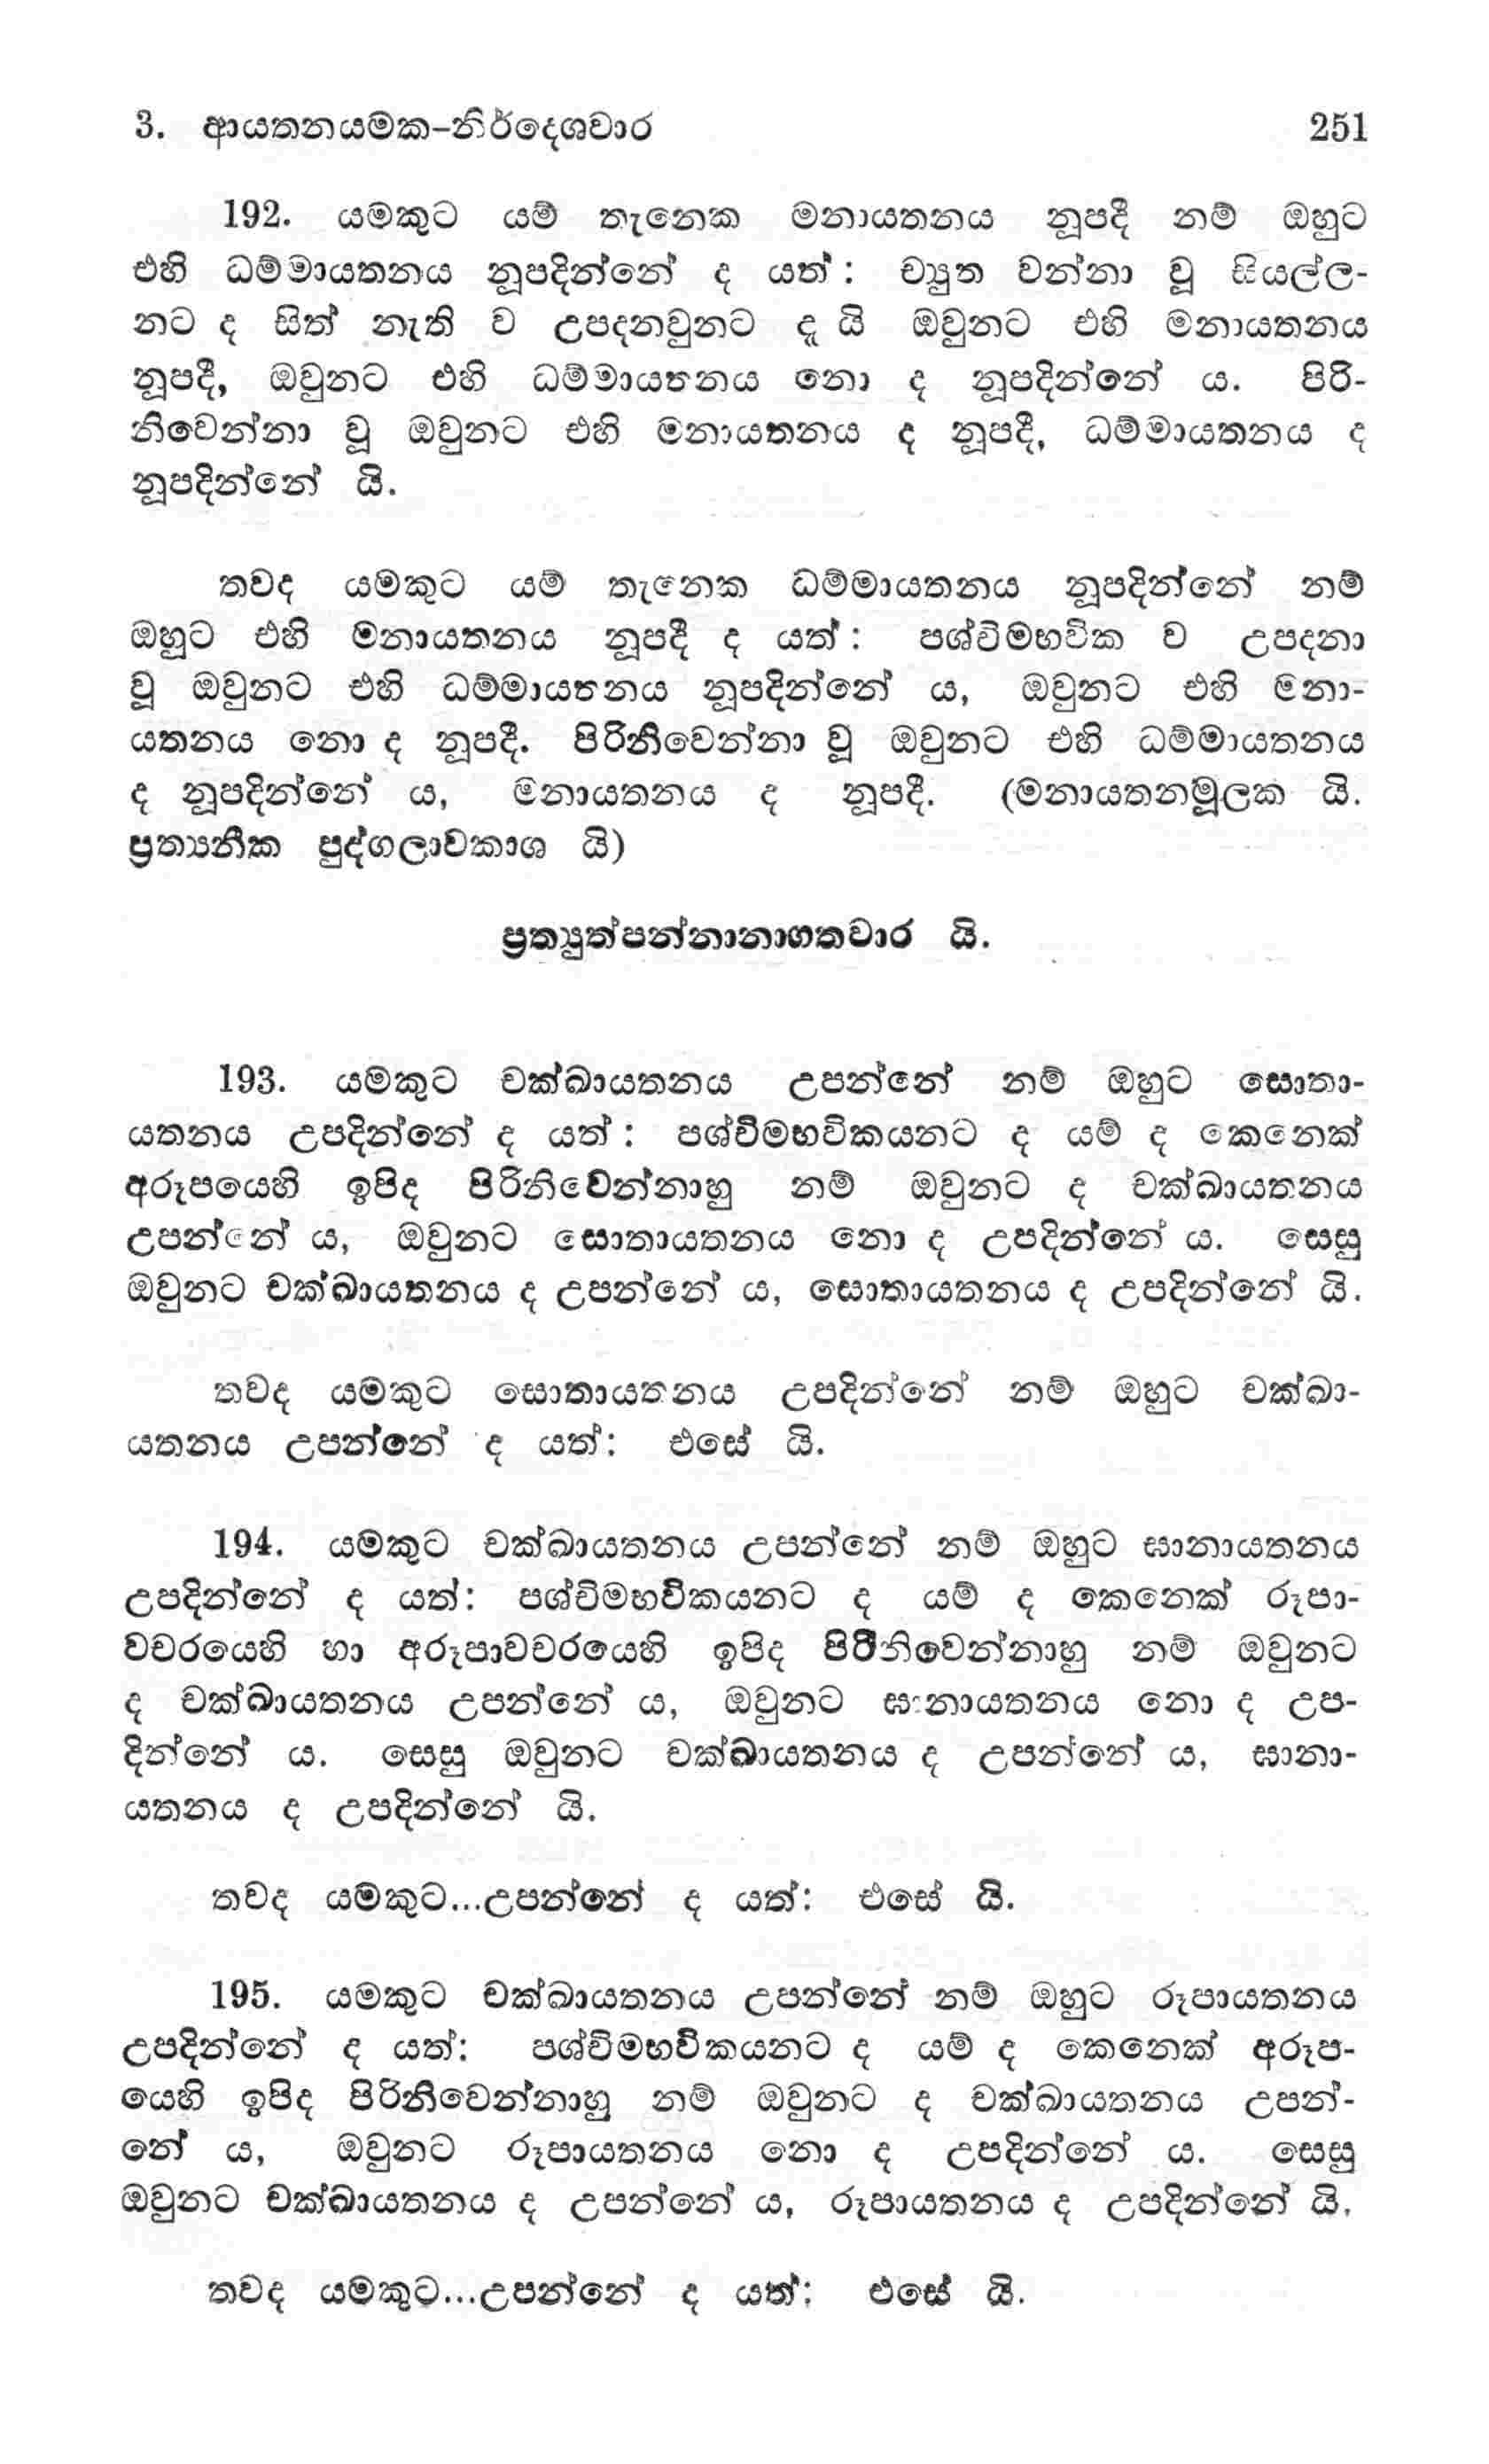 3. ආයතනයමක-නිර්දෙශවාර 251
192. යමකුට යම් තැනෙක මනායතනය නූපදී නම් ඔහුට
එහි ධම්මායතනය නූපදින්නේ ද යත් : ච්‍යුත වන්නා වූ සියල්ල-
නට ද සිත් නැති ව උපදනවුනට දැ යි ඔවුනට එහි මනායතනය
නූපදී, ඔවුනට එහි ධම්මායතනය නො ද නූපදින්නේ ය. පිරි-
නිවෙන්නා වූ ඔවුනට එහි මනායතනය ද නූපදී, ධම්මායතනය ද
නූපදින්නේ යි.
තවද යමකුට යම් තැනෙක ධම්මායතනය නූපදින්නේ නම්
ඔහුට එහි මනායතනය නූපදී ද යත් : පශ්චිමභවික ව උපදනා
වූ ඔවුනට එහි ධම්මායතනය නූපදින්නේ ය, ඔවුනට එහි මනා-
යතනය නො ද නූපදී. පිරිනිවෙන්නා වූ ඔවුනට එහි ධම්මායතනය
ද නූපදින්නේ ය, මනායතනය ද නූපදී. (මනායතනමූලක යි.
ප්‍රත්‍යනීක පුද්ගලාවකාශ යි)
ප්‍රත්‍යුත්පන්නානාගතවාර යි.
193. යමකුට චක්ඛායතනය උපන්නේ නම් ඔහුට සොතා-
යතනය උපදින්නේ ද යත් : පශ්චිමභවිකයනට ද යම් ද කෙනෙක්
අරූපයෙහි ඉපිද පිරිනිවෙන්නාහු නම් ඔවුනට ද චක්ඛායතනය
උපන්නේ ය, ඔවුනට සොතායතනය නො ද උපදින්නේ ය. සෙසු
ඔවුනට චක්ඛායතනය ද උපන්නේ ය, සොතායතනය ද උපදින්නේ යි.
තවද යමකුට සොතායතනය උපදින්නේ නම් ඔහුට චක්ඛා-
යතනය උපන්නේ ද යත්: එසේ යි.
194. යමකුට චක්ඛායතනය උපන්නේ නම් ඔහුට ඝානායතනය
උපදින්නේ ද යත්: පශ්චිමභවිකයනට ද යම් ද කෙනෙක් රූපා-
වචරයෙහි හා අරූපාවචරයෙහි ඉපිද පිරිනිවෙන්නාහු නම් ඔවුනට
ද චක්ඛායතනය උපන්නේ ය, ඔවුනට ඝානායතනය නො ද උප-
දින්නේ ය. සෙසු ඔවුනට චක්ඛායතනය ද උපන්නේ ය, ඝානා-
යතනය ද උපදින්නේ යි.
තවද යමකුට...උපන්නේ ද යත්: එසේ යි.
195. යමකුට චක්ඛායතනය උපන්නේ නම් ඔහුට රූපායතනය
උපදින්නේ ද යත්: පශ්චිමභවිකයනට ද යම් ද කෙනෙක් අරූප-
යෙහි ඉපිද පිරිනිවෙන්නාහු නම් ඔවුනට ද චක්ඛායතනය උපන්-
නේ ය, ඔවුනට රූපායතනය නො ද උපදින්නේ ය. සෙසු
ඔවුනට චක්ඛායතනය ද උපන්නේ ය, රූපායතනය ද උපදින්නේ යි.
තවද යමකුට...උපන්නේ ද යත්: එසේ යි.